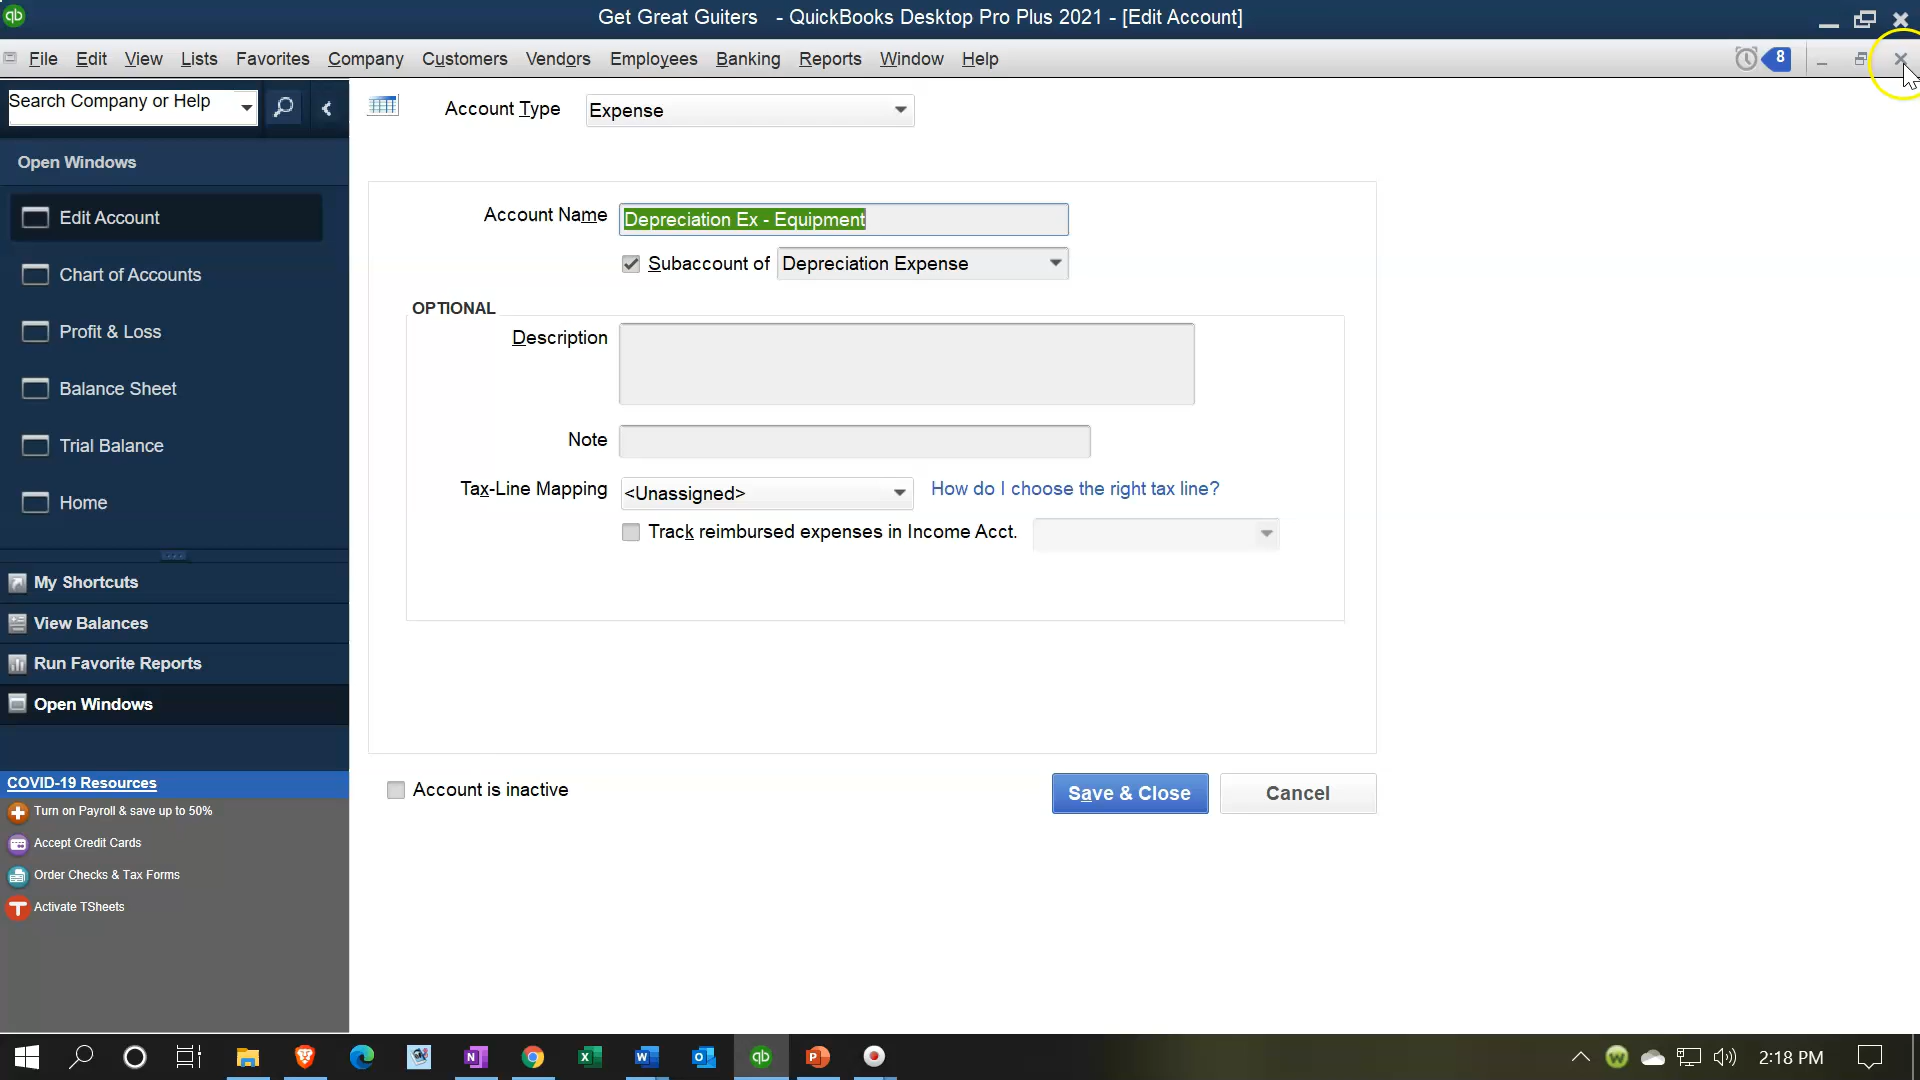 Get Great Guiters - QuickBooks Desktop Pro Plus 2021 - [Edit Account]
File Edit View Lists Favorites Company Customers Vendors Employees Banking Reports Window Help 8
Search Company or Help
Account Type Expense
Open Windows
Edit Account
Chart of Accounts
Profit & Loss
Balance Sheet
Trial Balance
Home
Account Name Depreciation Ex - Equipment
Subaccount of Depreciation Expense
OPTIONAL
Description
Note
Tax-Line Mapping <Unassigned> How do I choose the right tax line?
Track reimbursed expenses in Income Acct.
My Shortcuts
View Balances
Run Favorite Reports
Open Windows
Account is inactive Save & Close Cancel
COVID-19 Resources
Turn on Payroll & save up to 50%
Accept Credit Cards
Order Checks & Tax Forms
Activate TSheets
2:18 PM